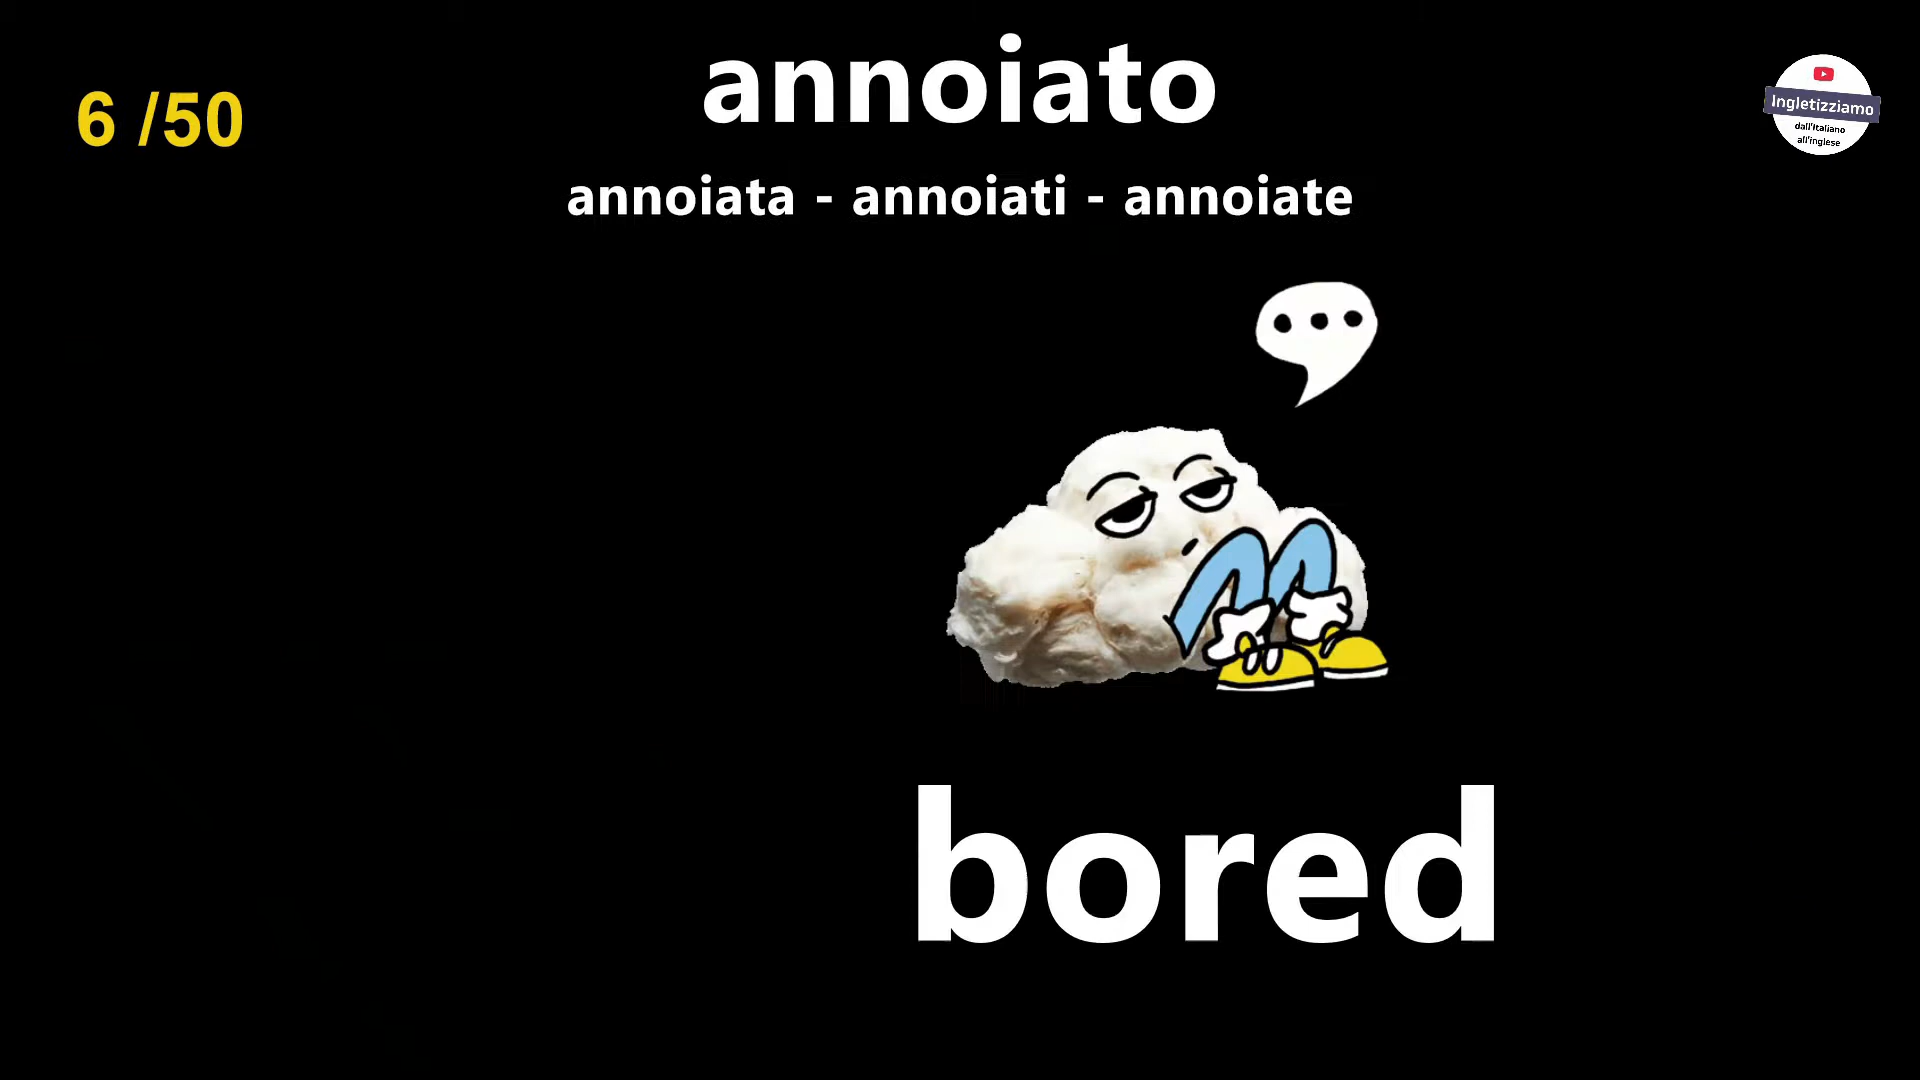 annoiato
6 /50
annoiata - annoiati - annoiate
Ingletizziamo
dall'italiano
all'inglese
bored